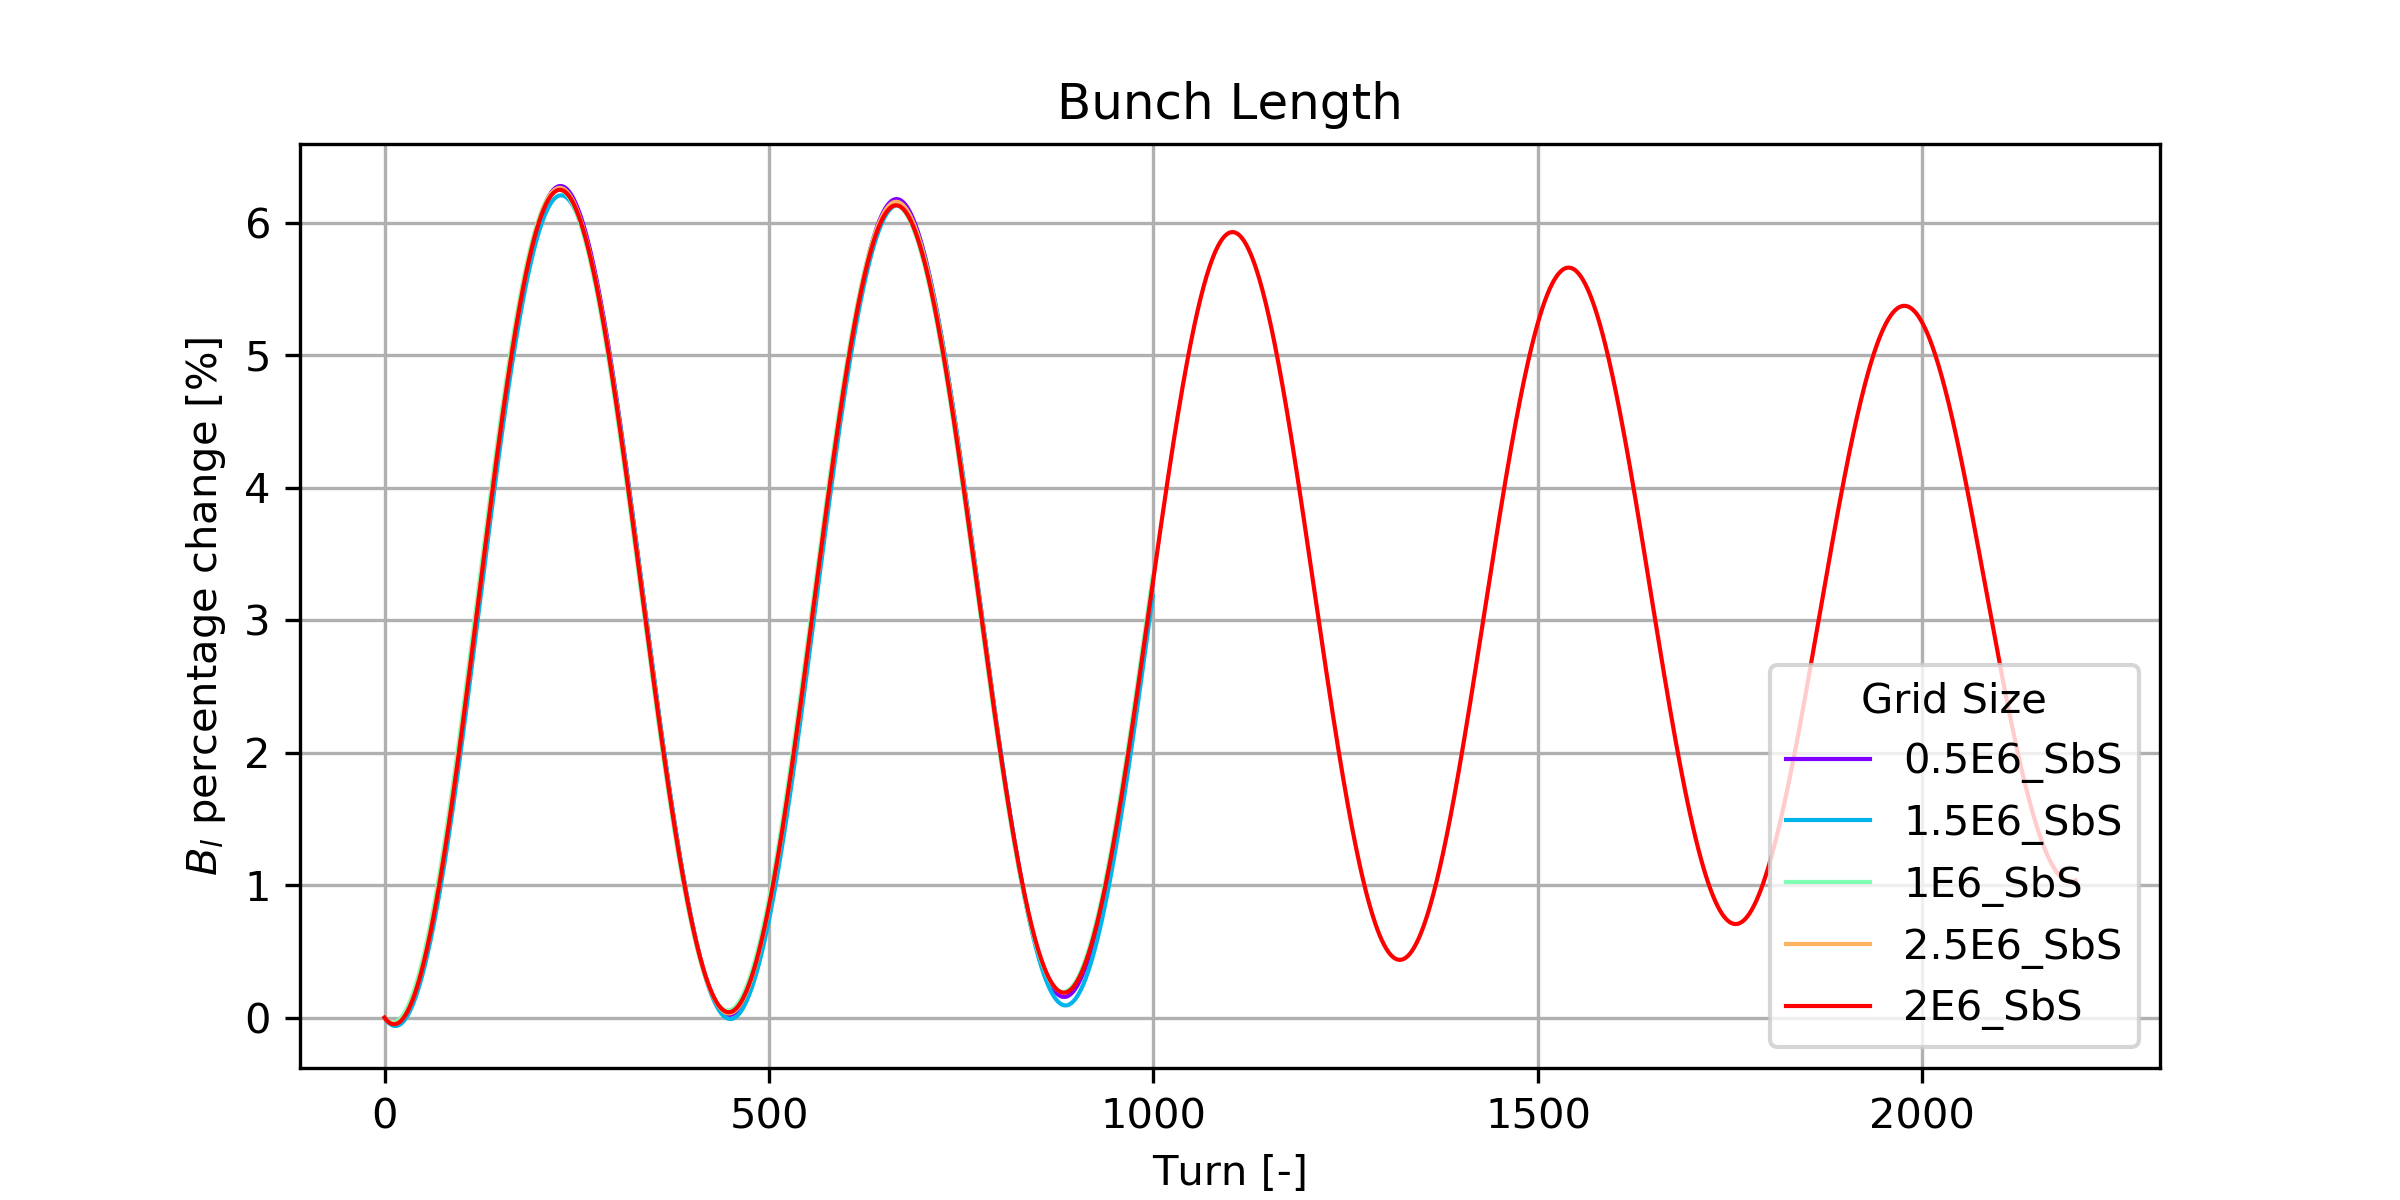 Bunch Length
B_l percentage change [%]
6
5
4
3
2
1
0
0 500 1000 1500 2000
Turn [-]
Grid Size
0.5E6_SbS
1.5E6_SbS
1E6_SbS
2.5E6_SbS
2E6_SbS